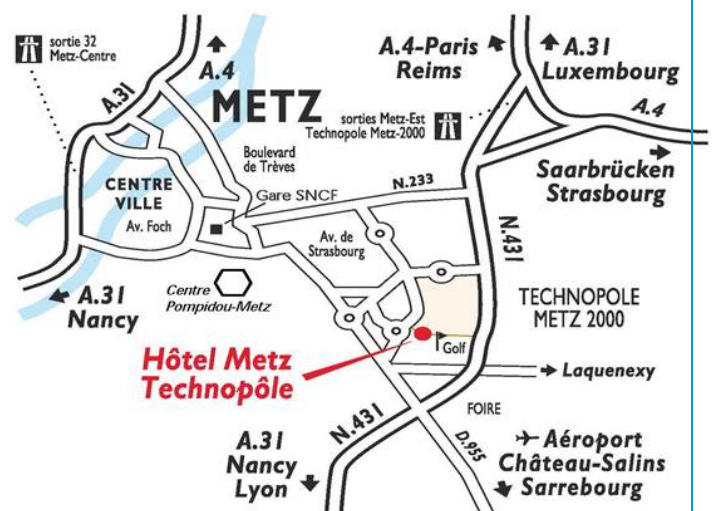 sortie 32
Metz-Centre
A.31
A.4
METZ
A.4-Paris
Reims
A.31
Luxembourg
sorties Metz-Est
Technopole Metz-2000
A.4
Saarbrücken
Strasbourg
Boulevard
de Trèves
CENTRE
VILLE
Gare SNCF
N.233
Av. Foch
Av. de
Strasbourg
N.431
A.31
Nancy
Centre
Pompidou-Metz
TECHNOPOLE
METZ 2000
Hôtel Metz
Technopôle
Golf
Laquenexy
FOIRE
N.431
D.955
A.31
Nancy
Lyon
Aéroport
Château-Salins
Sarrebourg